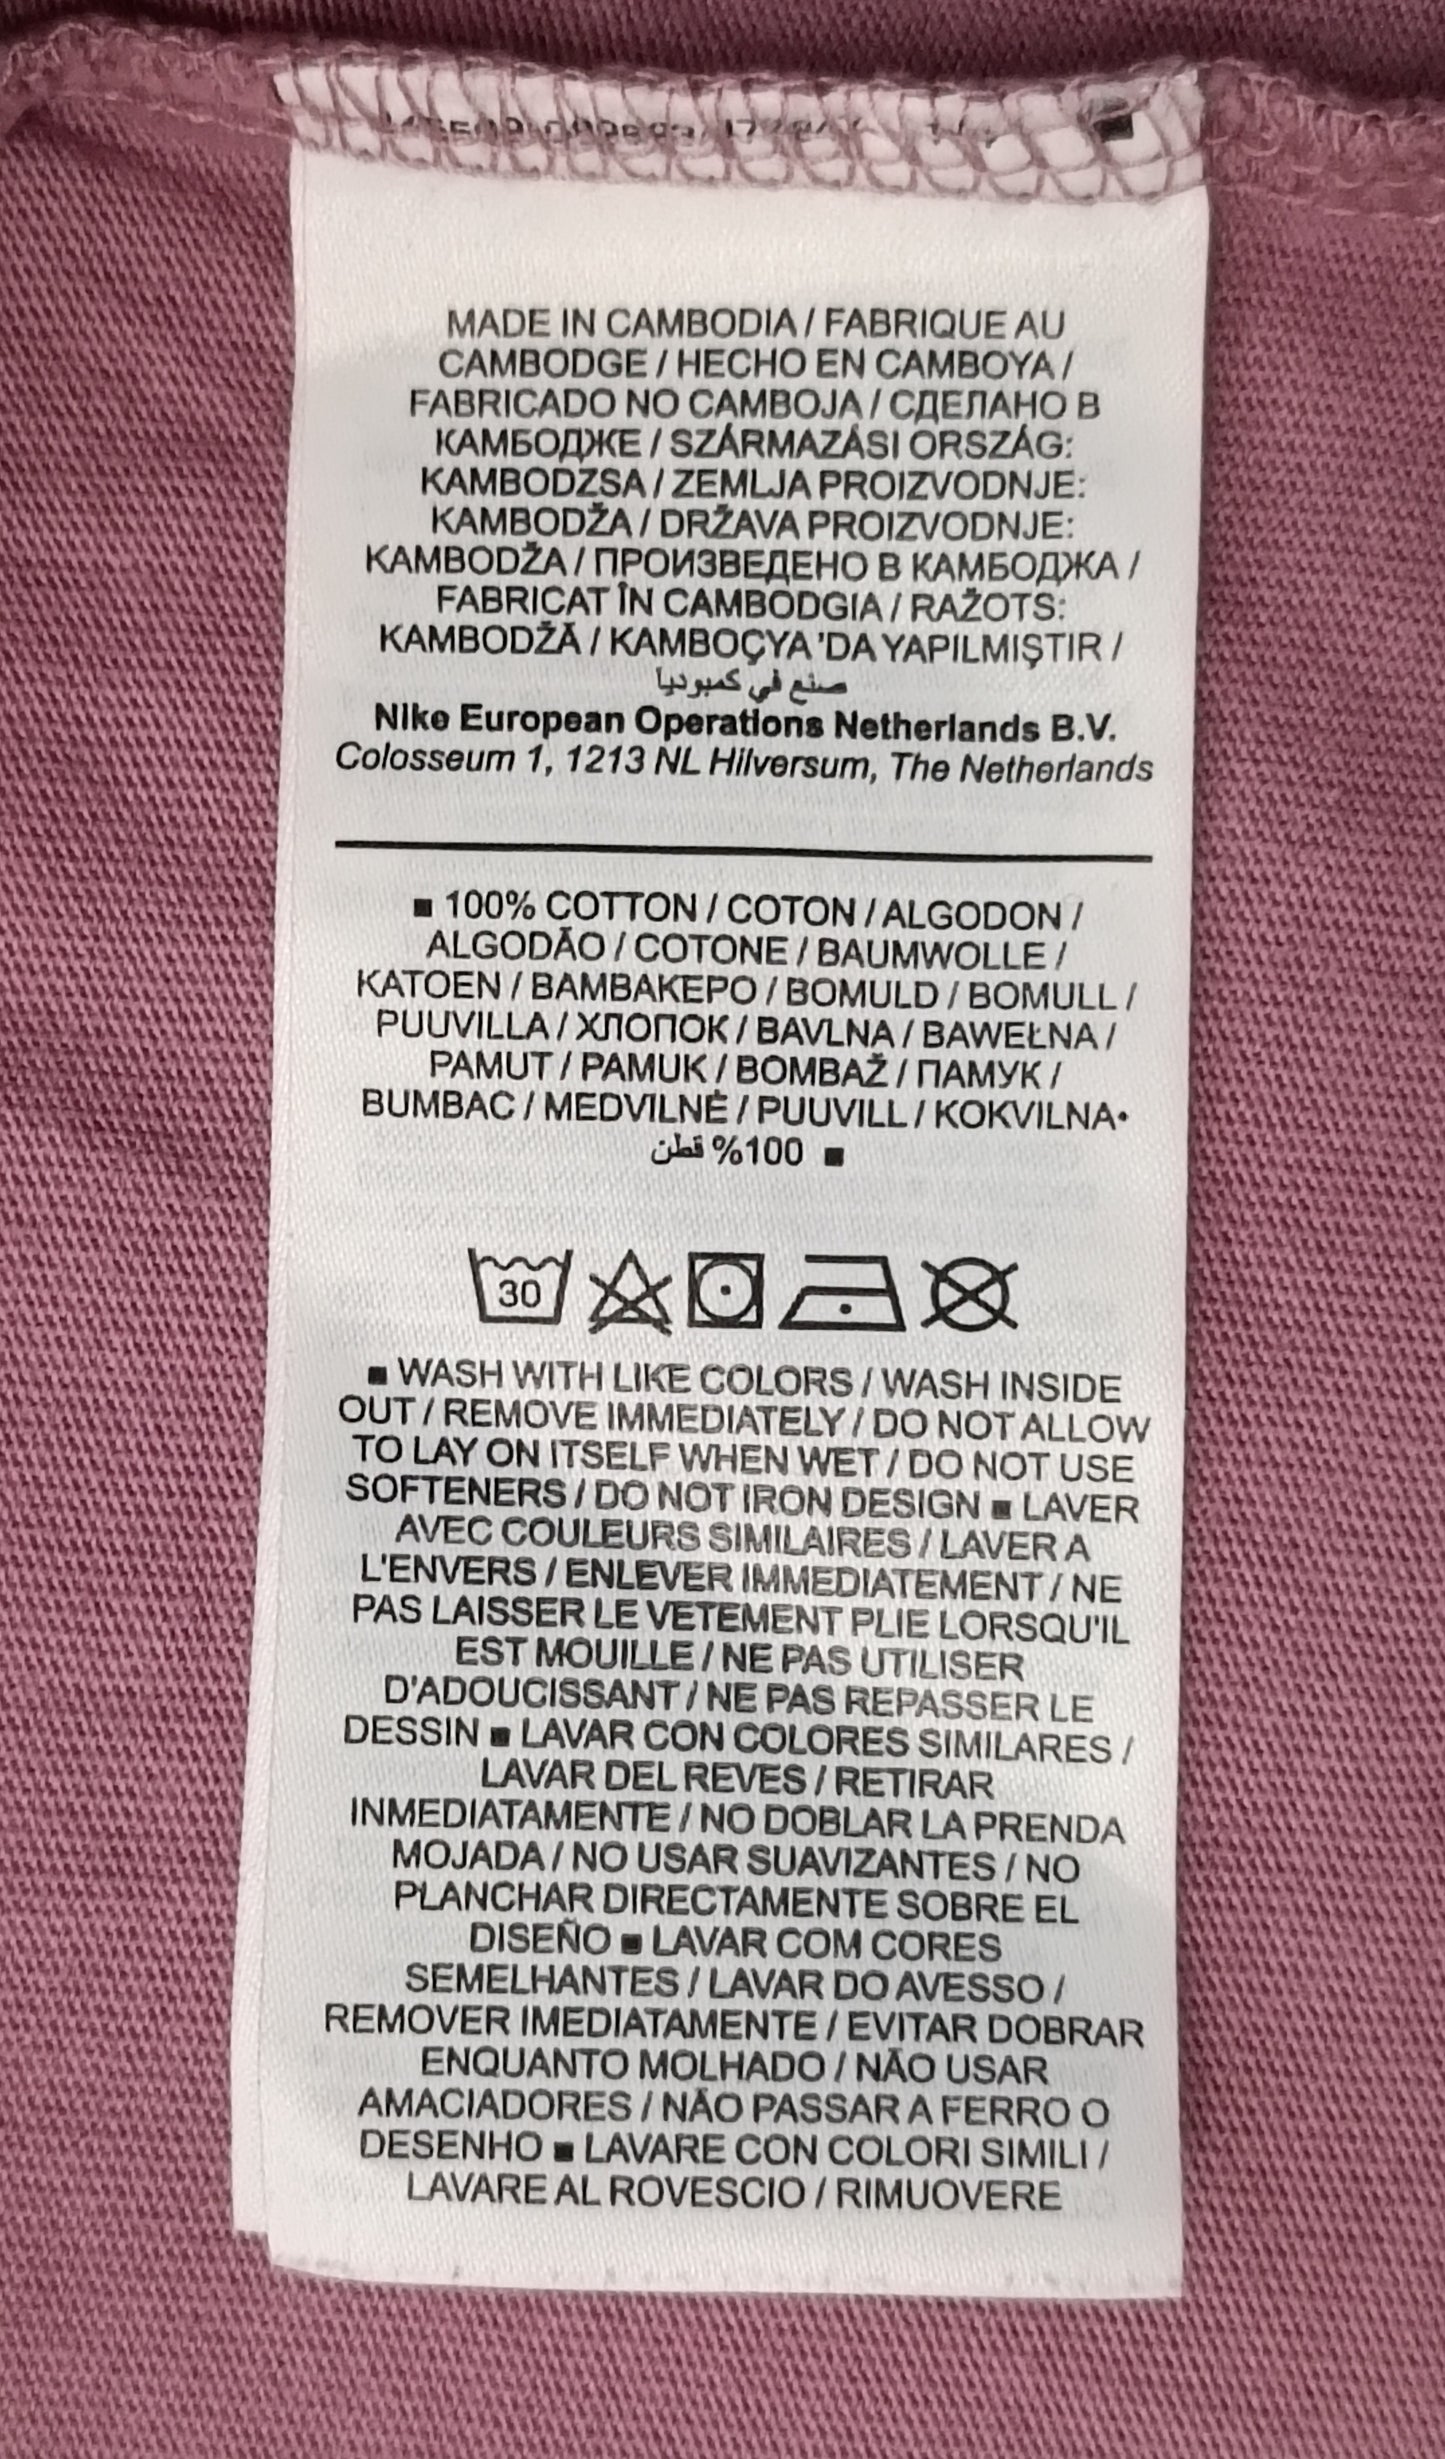 MADE IN CAMBODIA / FABRIQUE AU
CAMBODGE / HECHO EN CAMBOYA /
FABRICADO NO CAMBOJA / СДЕЛАНО В
КАМБОДЖЕ / SZÁRMAZÁSI ORSZÁG:
KAMBODZSA / ZEMLJA PROIZVODNJE:
KAMBODŽA / DRŽAVA PROIZVODNJE:
KAMBODŽA / ПРОИЗВЕДЕНО В КАМБОДЖА /
FABRICAT ÎN CAMBODGIA / RAŽOTS:
KAMBODŽĀ / KAMBOÇYA 'DA YAPILMIŞTIR /
صنع في كمبوديا
Nike European Operations Netherlands B.V.
Colosseum 1, 1213 NL Hilversum, The Netherlands
■ 100% COTTON / COTON / ALGODON /
ALGODÃO / COTONE / BAUMWOLLE /
KATOEN / ΒΑΜΒΑΚΕΡΟ / BOMULD / BOMULL /
PUUVILLA / ХЛОПОК / BAVLNA / BAWEŁNA /
PAMUT / PAMUK / BOMBAŽ / ПАМУК /
BUMBAC / MEDVILNĖ / PUUVILL / KOKVILNA•
■ 100% قطن
30
■ WASH WITH LIKE COLORS / WASH INSIDE
OUT / REMOVE IMMEDIATELY / DO NOT ALLOW
TO LAY ON ITSELF WHEN WET / DO NOT USE
SOFTENERS / DO NOT IRON DESIGN ■ LAVER
AVEC COULEURS SIMILAIRES / LAVER A
L'ENVERS / ENLEVER IMMEDIATEMENT / NE
PAS LAISSER LE VETEMENT PLIE LORSQU'IL
EST MOUILLE / NE PAS UTILISER
D'ADOUCISSANT / NE PAS REPASSER LE
DESSIN ■ LAVAR CON COLORES SIMILARES /
LAVAR DEL REVES / RETIRAR
INMEDIATAMENTE / NO DOBLAR LA PRENDA
MOJADA / NO USAR SUAVIZANTES / NO
PLANCHAR DIRECTAMENTE SOBRE EL
DISEÑO ■ LAVAR COM CORES
SEMELHANTES / LAVAR DO AVESSO /
REMOVER IMEDIATAMENTE / EVITAR DOBRAR
ENQUANTO MOLHADO / NÃO USAR
AMACIADORES / NÃO PASSAR A FERRO O
DESENHO ■ LAVARE CON COLORI SIMILI /
LAVARE AL ROVESCIO / RIMUOVERE